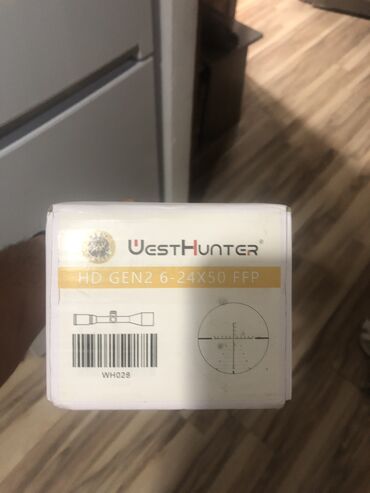 WESTHUNTER®
HD GEN2 6-24X50 FFP
WH028